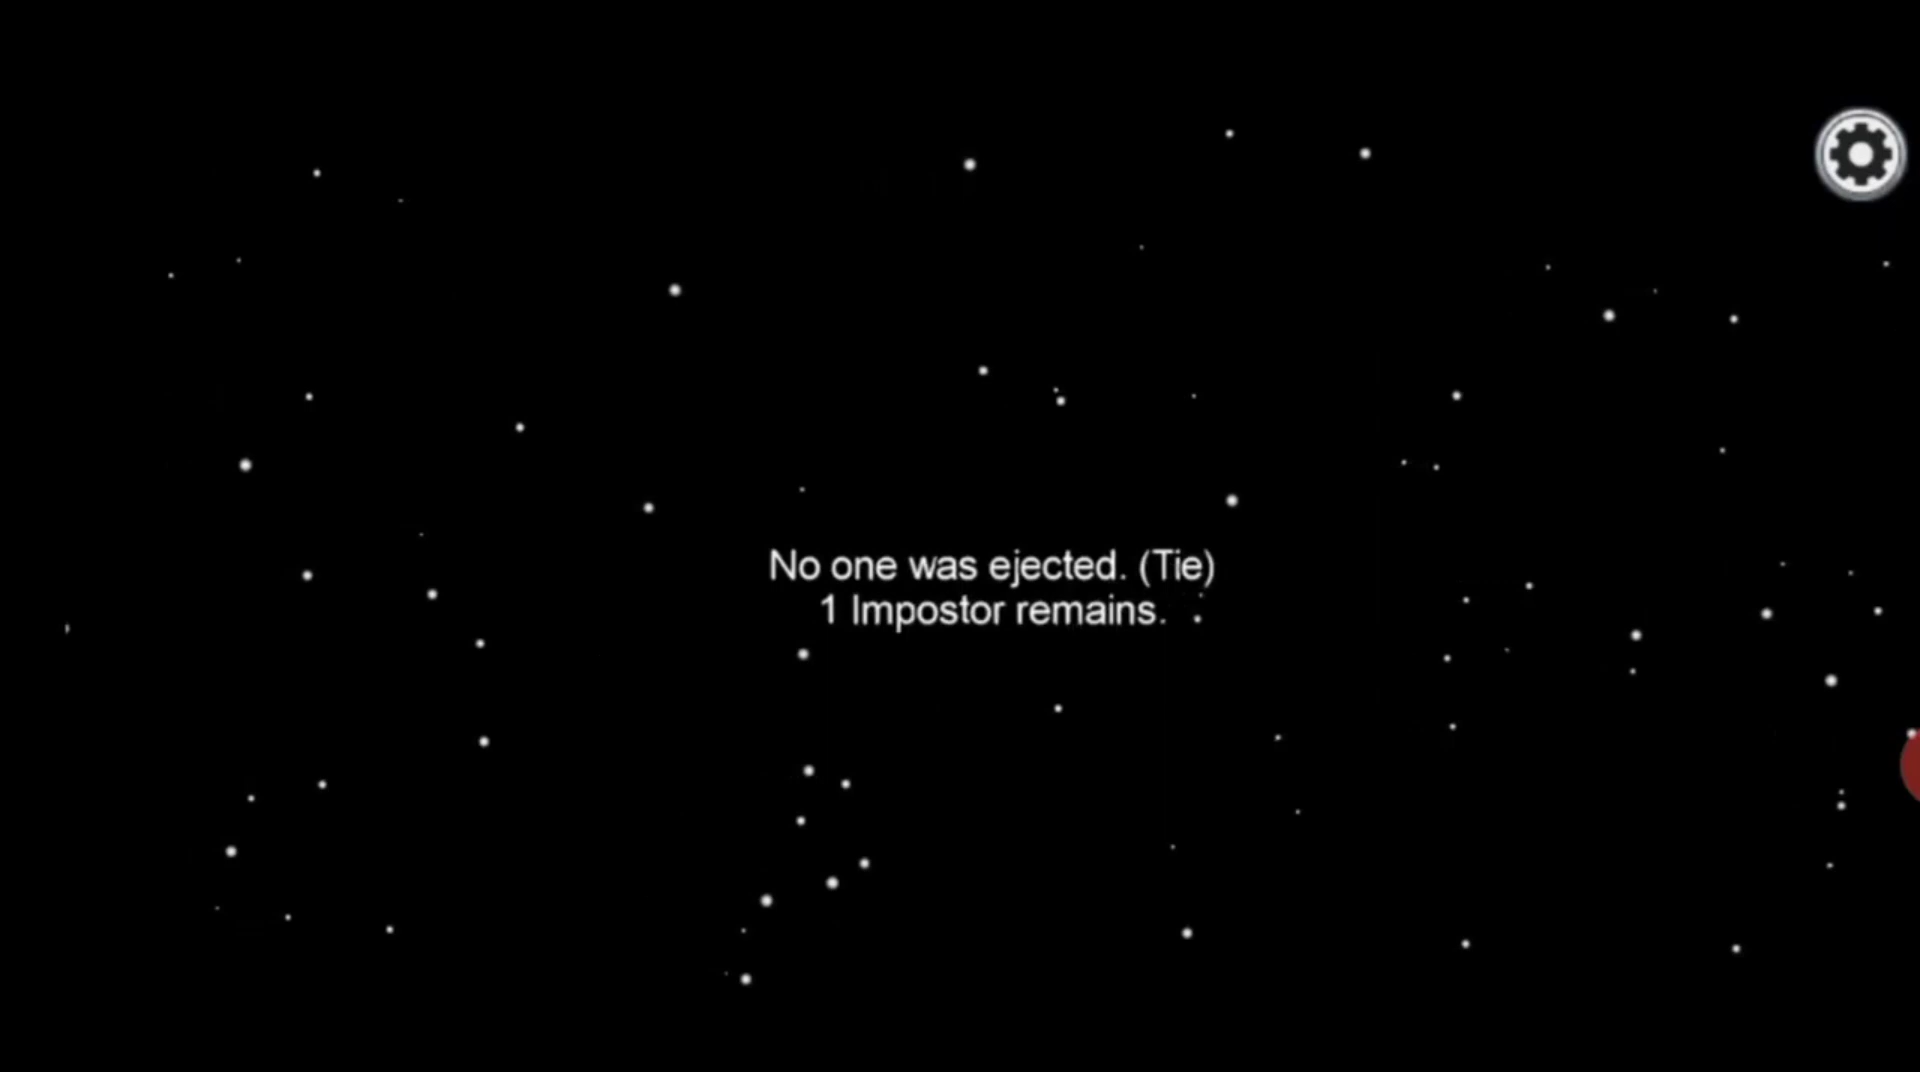 No one was ejected. (Tie)
1 Impostor remains.